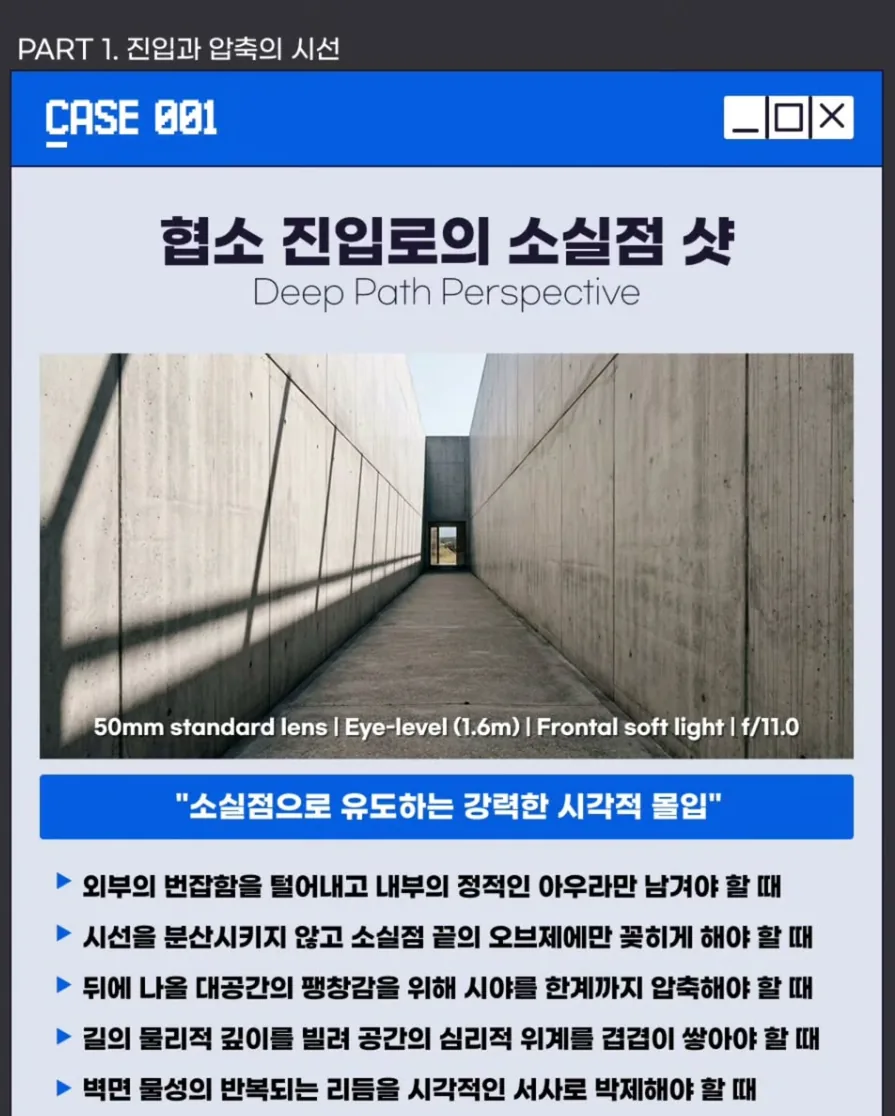 PART 1. 진입과 압축의 시선
CASE 001
협소 진입로의 소실점 샷
Deep Path Perspective
50mm standard lens | Eye-level (1.6m) | Frontal soft light | f/11.0
"소실점으로 유도하는 강력한 시각적 몰입"
▶ 외부의 번잡함을 털어내고 내부의 정적인 아우라만 남겨야 할 때
▶ 시선을 분산시키지 않고 소실점 끝의 오브제에만 꽂히게 해야 할 때
▶ 뒤에 나올 대공간의 팽창감을 위해 시야를 한계까지 압축해야 할 때
▶ 길의 물리적 깊이를 빌려 공간의 심리적 위계를 겹겹이 쌓아야 할 때
▶ 벽면 물성의 반복되는 리듬을 시각적인 서사로 박제해야 할 때